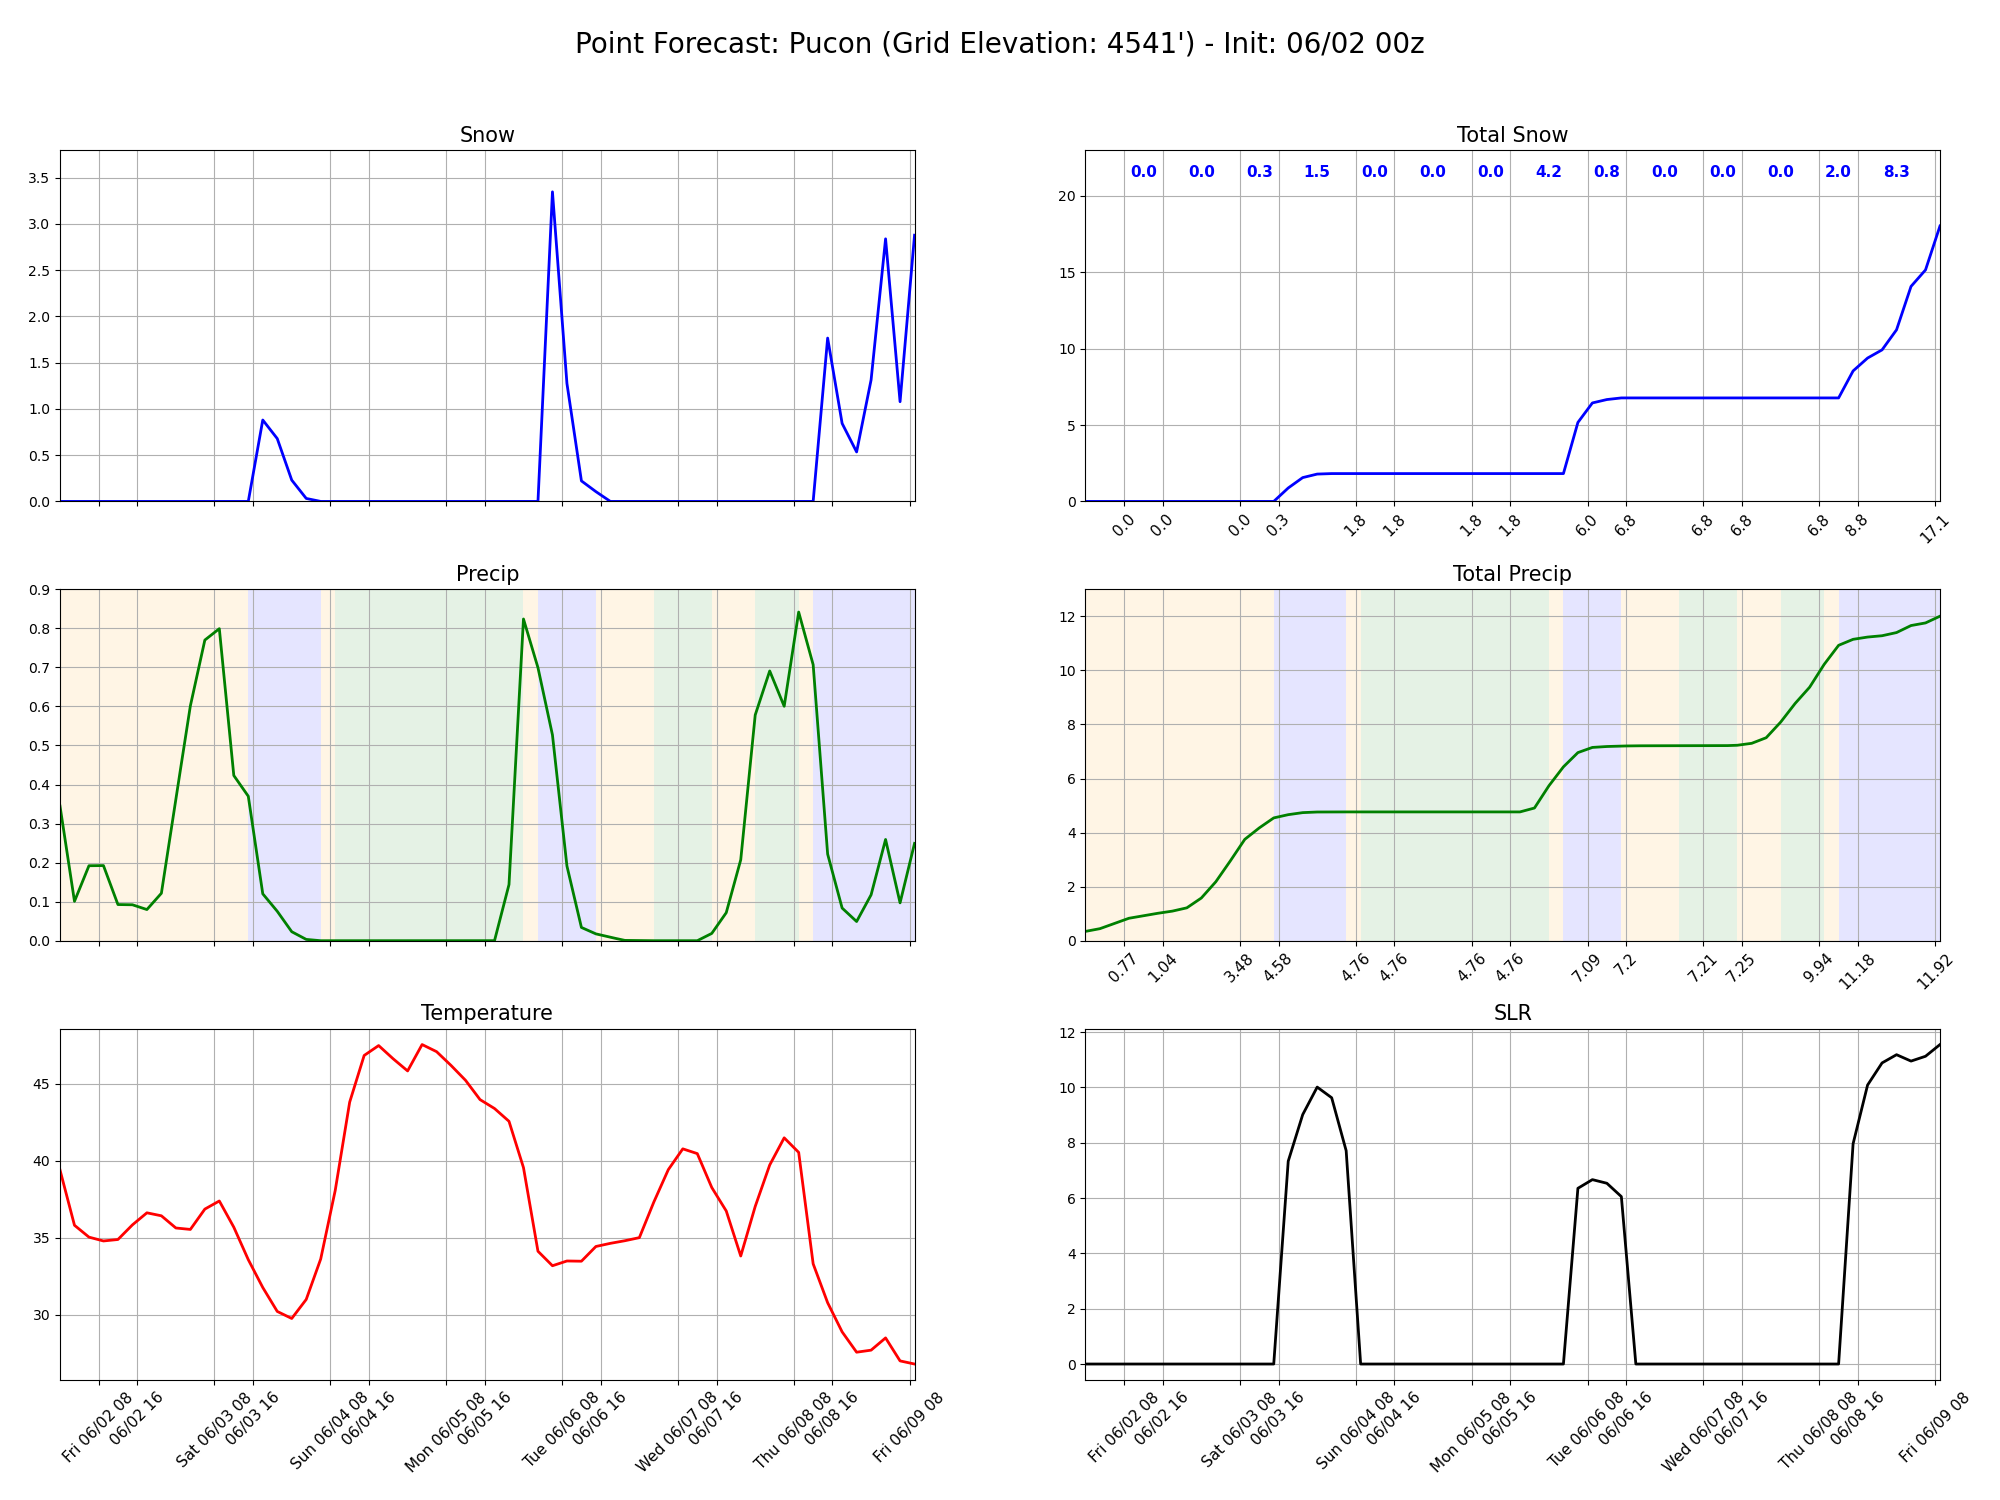 Point Forecast: Pucon (Grid Elevation: 4541') - Init: 06/02 00z
Snow
3.5
3.0
2.5
2.0
1.5
1.0
0.5
0.0
Total Snow
0.0 0.0 0.3 1.5 0.0 0.0 0.0 4.2 0.8 0.0 0.0 0.0 2.0 8.3
20
15
10
5
0
0.0 0.0 0.0 0.3 1.8 1.8 1.8 1.8 6.0 6.8 6.8 6.8 6.8 8.8 17.1
Precip
0.9
0.8
0.7
0.6
0.5
0.4
0.3
0.2
0.1
0.0
Total Precip
12
10
8
6
4
2
0
0.77 1.04 3.48 4.58 4.76 4.76 4.76 4.76 7.09 7.2 7.21 7.25 9.94 11.18 11.92
Temperature
45
40
35
30
Fri 06/02 08
06/02 16
Sat 06/03 08
06/03 16
Sun 06/04 08
06/04 16
Mon 06/05 08
06/05 16
Tue 06/06 08
06/06 16
Wed 06/07 08
06/07 16
Thu 06/08 08
06/08 16
Fri 06/09 08
SLR
12
10
8
6
4
2
0
Fri 06/02 08
06/02 16
Sat 06/03 08
06/03 16
Sun 06/04 08
06/04 16
Mon 06/05 08
06/05 16
Tue 06/06 08
06/06 16
Wed 06/07 08
06/07 16
Thu 06/08 08
06/08 16
Fri 06/09 08